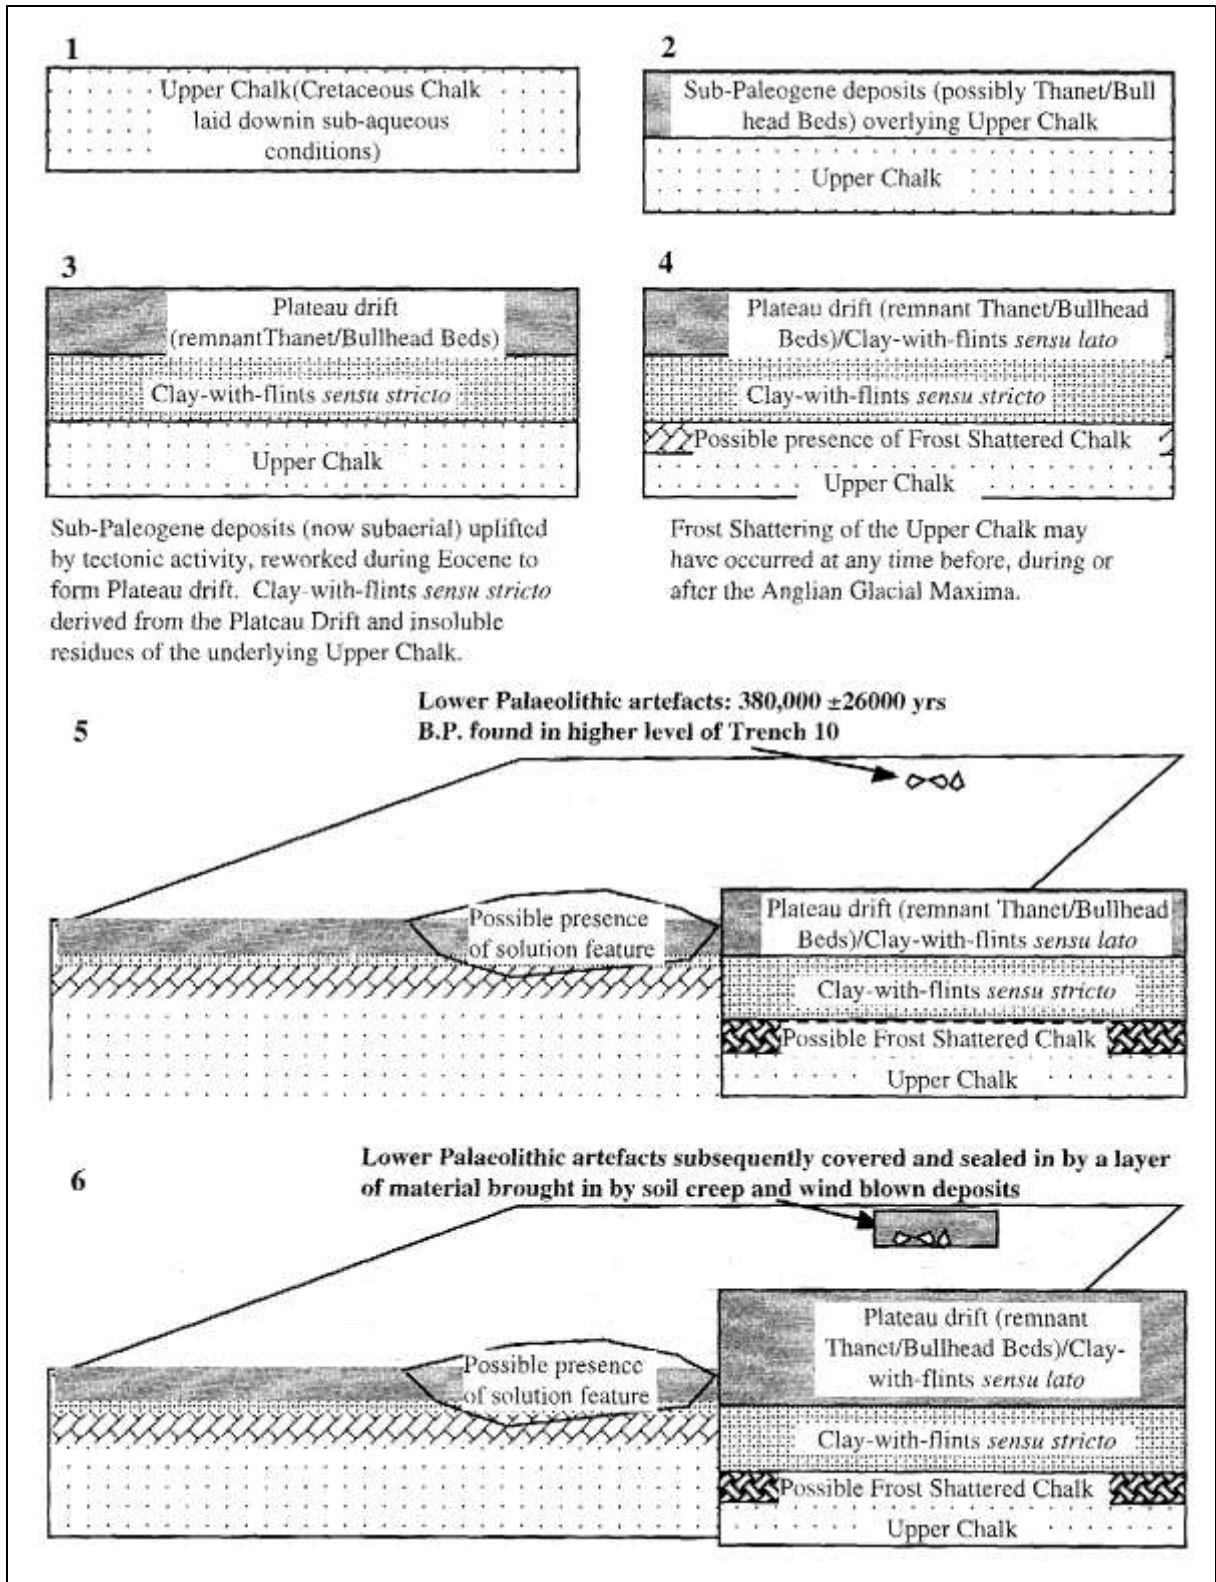 1
Upper Chalk(Cretaceous Chalk
laid downin sub-aqueous
conditions)
2
Sub-Paleogene deposits (possibly Thanet/Bull
head Beds) overlying Upper Chalk
Upper Chalk
3
Plateau drift
(remnantThanet/Bullhead Beds)
Clay-with-flints sensu stricto
Upper Chalk
Sub-Paleogene deposits (now subaerial) uplifted
by tectonic activity, reworked during Eocene to
form Plateau drift. Clay-with-flints sensu stricto
derived from the Plateau Drift and insoluble
residues of the underlying Upper Chalk.
4
Plateau drift (remnant Thanet/Bullhead
Beds)/Clay-with-flints sensu lato
Clay-with-flints sensu stricto
Possible presence of Frost Shattered Chalk
Upper Chalk
Frost Shattering of the Upper Chalk may
have occurred at any time before, during or
after the Anglian Glacial Maxima.
5
Lower Palaeolithic artefacts: 380,000 ±26000 yrs
B.P. found in higher level of Trench 10
Possible presence
of solution feature
Plateau drift (remnant Thanet/Bullhead
Beds)/Clay-with-flints sensu lato
Clay-with-flints sensu stricto
Possible Frost Shattered Chalk
Upper Chalk
6
Lower Palaeolithic artefacts subsequently covered and sealed in by a layer
of material brought in by soil creep and wind blown deposits
Possible presence
of solution feature
Plateau drift (remnant
Thanet/Bullhead Beds)/Clay-
with-flints sensu lato
Clay-with-flints sensu stricto
Possible Frost Shattered Chalk
Upper Chalk